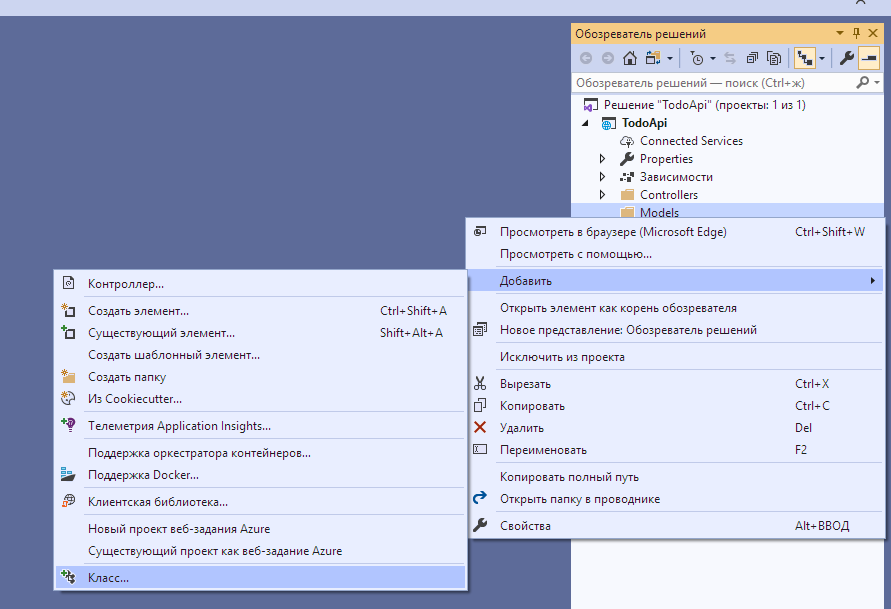 Обозреватель решений
Обозреватель решений — поиск (Ctrl+ж)
Решение "TodoApi" (проекты: 1 из 1)
TodoApi
Connected Services
Properties
Зависимости
Controllers
Models
Просмотреть в браузере (Microsoft Edge) Ctrl+Shift+W
Просмотреть с помощью...
Добавить
Открыть элемент как корень обозревателя
Новое представление: Обозреватель решений
Исключить из проекта
Вырезать Ctrl+X
Копировать Ctrl+C
Удалить Del
Переименовать F2
Копировать полный путь
Открыть папку в проводнике
Свойства Alt+ВВОД
Контроллер...
Создать элемент... Ctrl+Shift+A
Существующий элемент... Shift+Alt+A
Создать шаблонный элемент...
Создать папку
Из Cookiecutter...
Телеметрия Application Insights...
Поддержка оркестратора контейнеров...
Поддержка Docker...
Клиентская библиотека...
Новый проект веб-задания Azure
Существующий проект как веб-задание Azure
Класс...